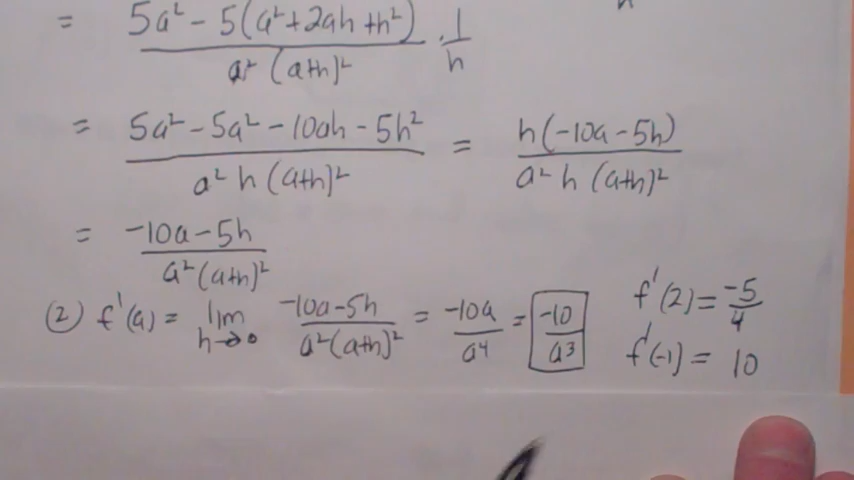 = 5a² - 5(a² + 2ah + h²) / a² (a+h)² · 1/h
= 5a² - 5a² - 10ah - 5h² / a² h (a+h)² = h(-10a - 5h) / a² h (a+h)²
= -10a - 5h / a² (a+h)²
(2) f'(a) = lim h→0 -10a - 5h / a² (a+h)² = -10a / a⁴ = -10 / a³
f'(2) = -5/4
f'(-1) = 10